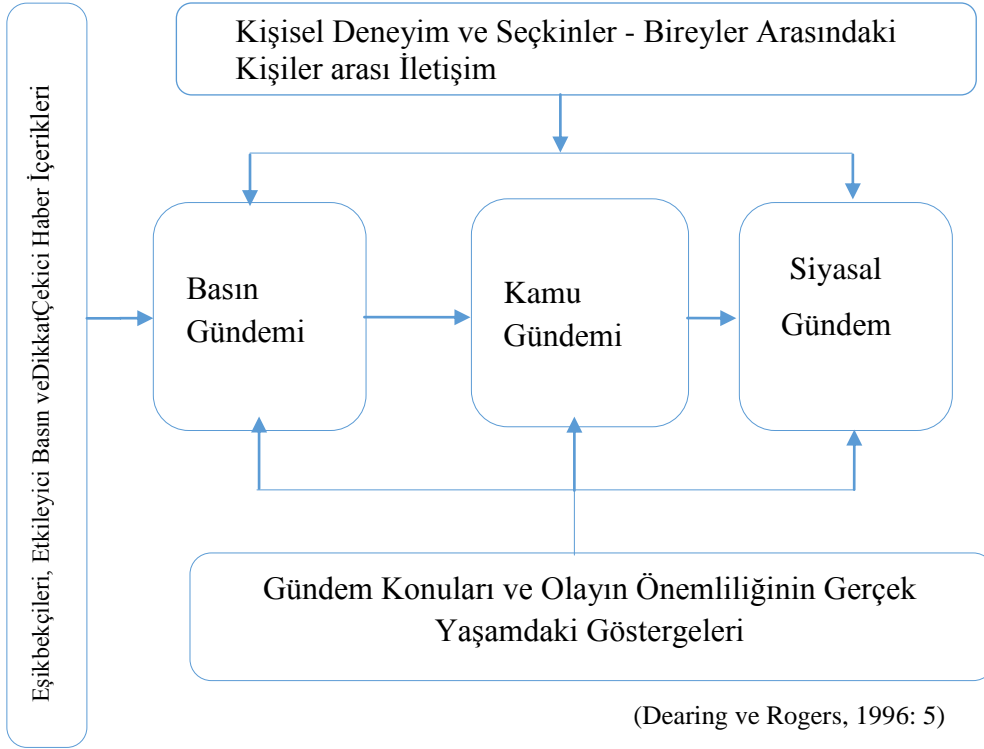 Kişisel Deneyim ve Seçkinler - Bireyler Arasındaki
Kişiler arası İletişim
Eşikbekçileri, Etkileyici Basın veDikkatÇekici Haber İçerikleri
Basın
Gündemi
Kamu
Gündemi
Siyasal
Gündem
Gündem Konuları ve Olayın Önemliliğinin Gerçek
Yaşamdaki Göstergeleri
(Dearing ve Rogers, 1996: 5)